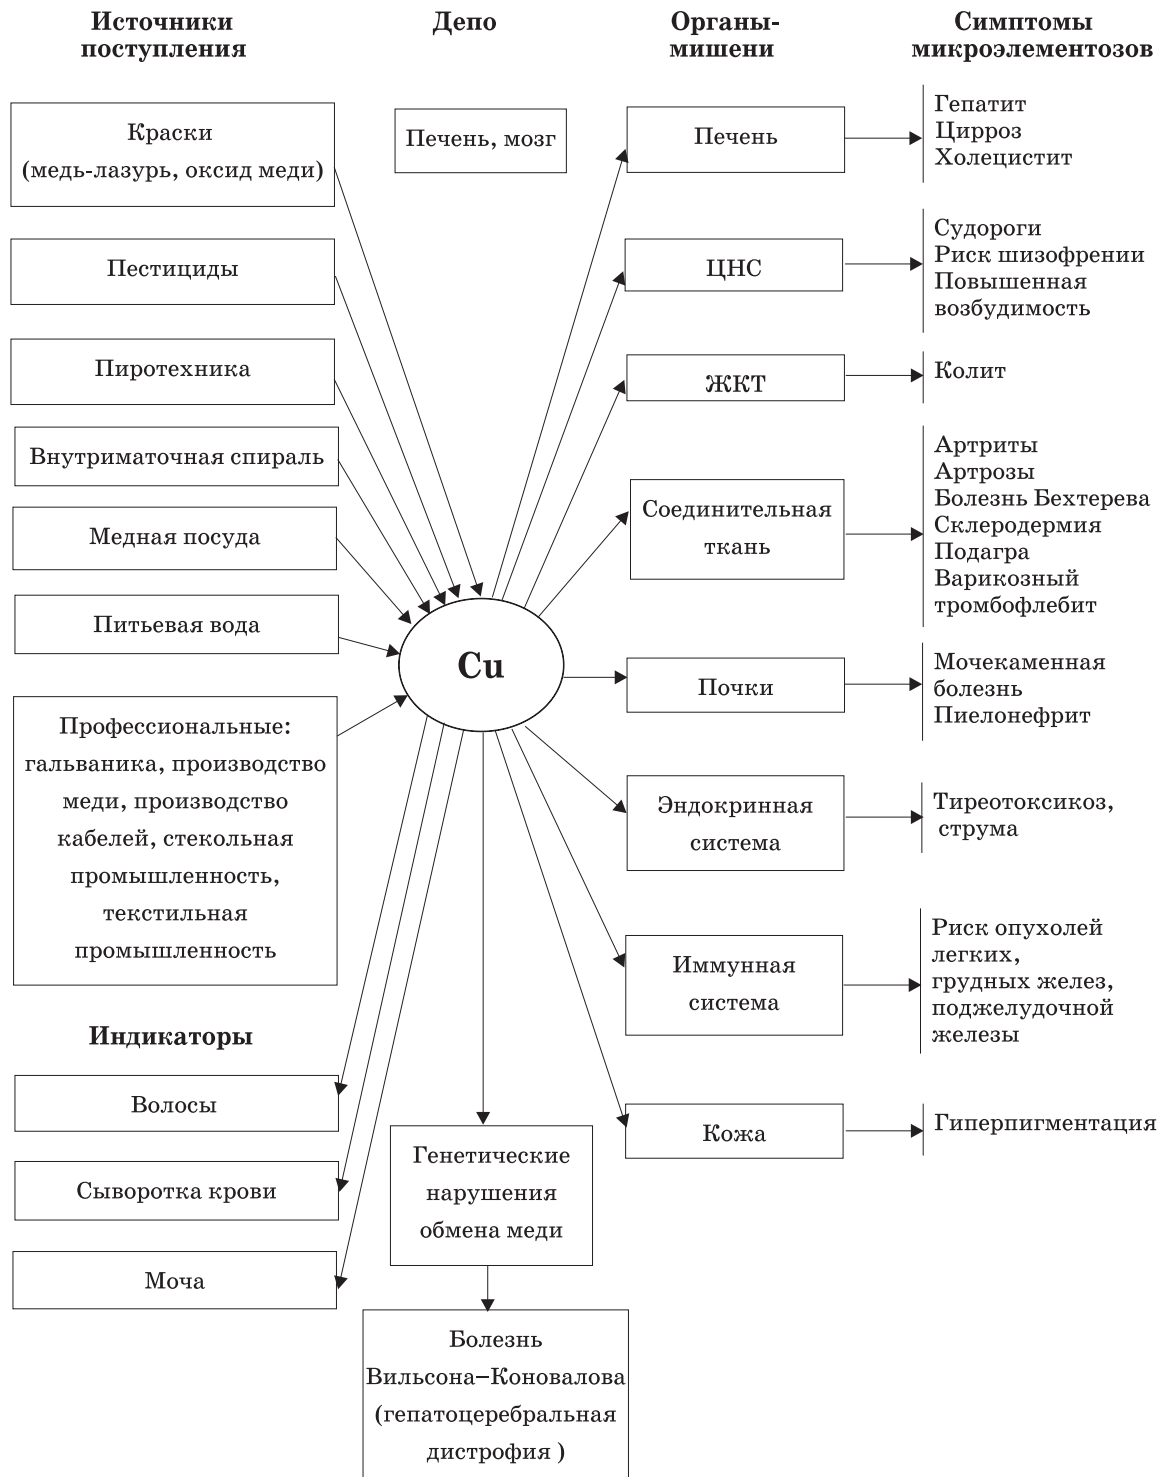 Источники
поступления
Депо
Органы-
мишени
Симптомы
микроэлементозов
Краски
(медь-лазурь, оксид меди)
Пестициды
Пиротехника
Внутриматочная спираль
Медная посуда
Питьевая вода
Профессиональные:
гальваника, производство
меди, производство
кабелей, стекольная
промышленность,
текстильная
промышленность
Индикаторы
Волосы
Сыворотка крови
Моча
Печень, мозг
Cu
Генетические
нарушения
обмена меди
Болезнь
Вильсона–Коновалова
(гепатоцеребральная
дистрофия )
Печень
Гепатит
Цирроз
Холецистит
ЦНС
Судороги
Риск шизофрении
Повышенная
возбудимость
ЖКТ
Колит
Соединительная
ткань
Артриты
Артрозы
Болезнь Бехтерева
Склеродермия
Подагра
Варикозный
тромбофлебит
Почки
Мочекаменная
болезнь
Пиелонефрит
Эндокринная
система
Тиреотоксикоз,
струма
Иммунная
система
Риск опухолей
легких,
грудных желез,
поджелудочной
железы
Кожа
Гиперпигментация